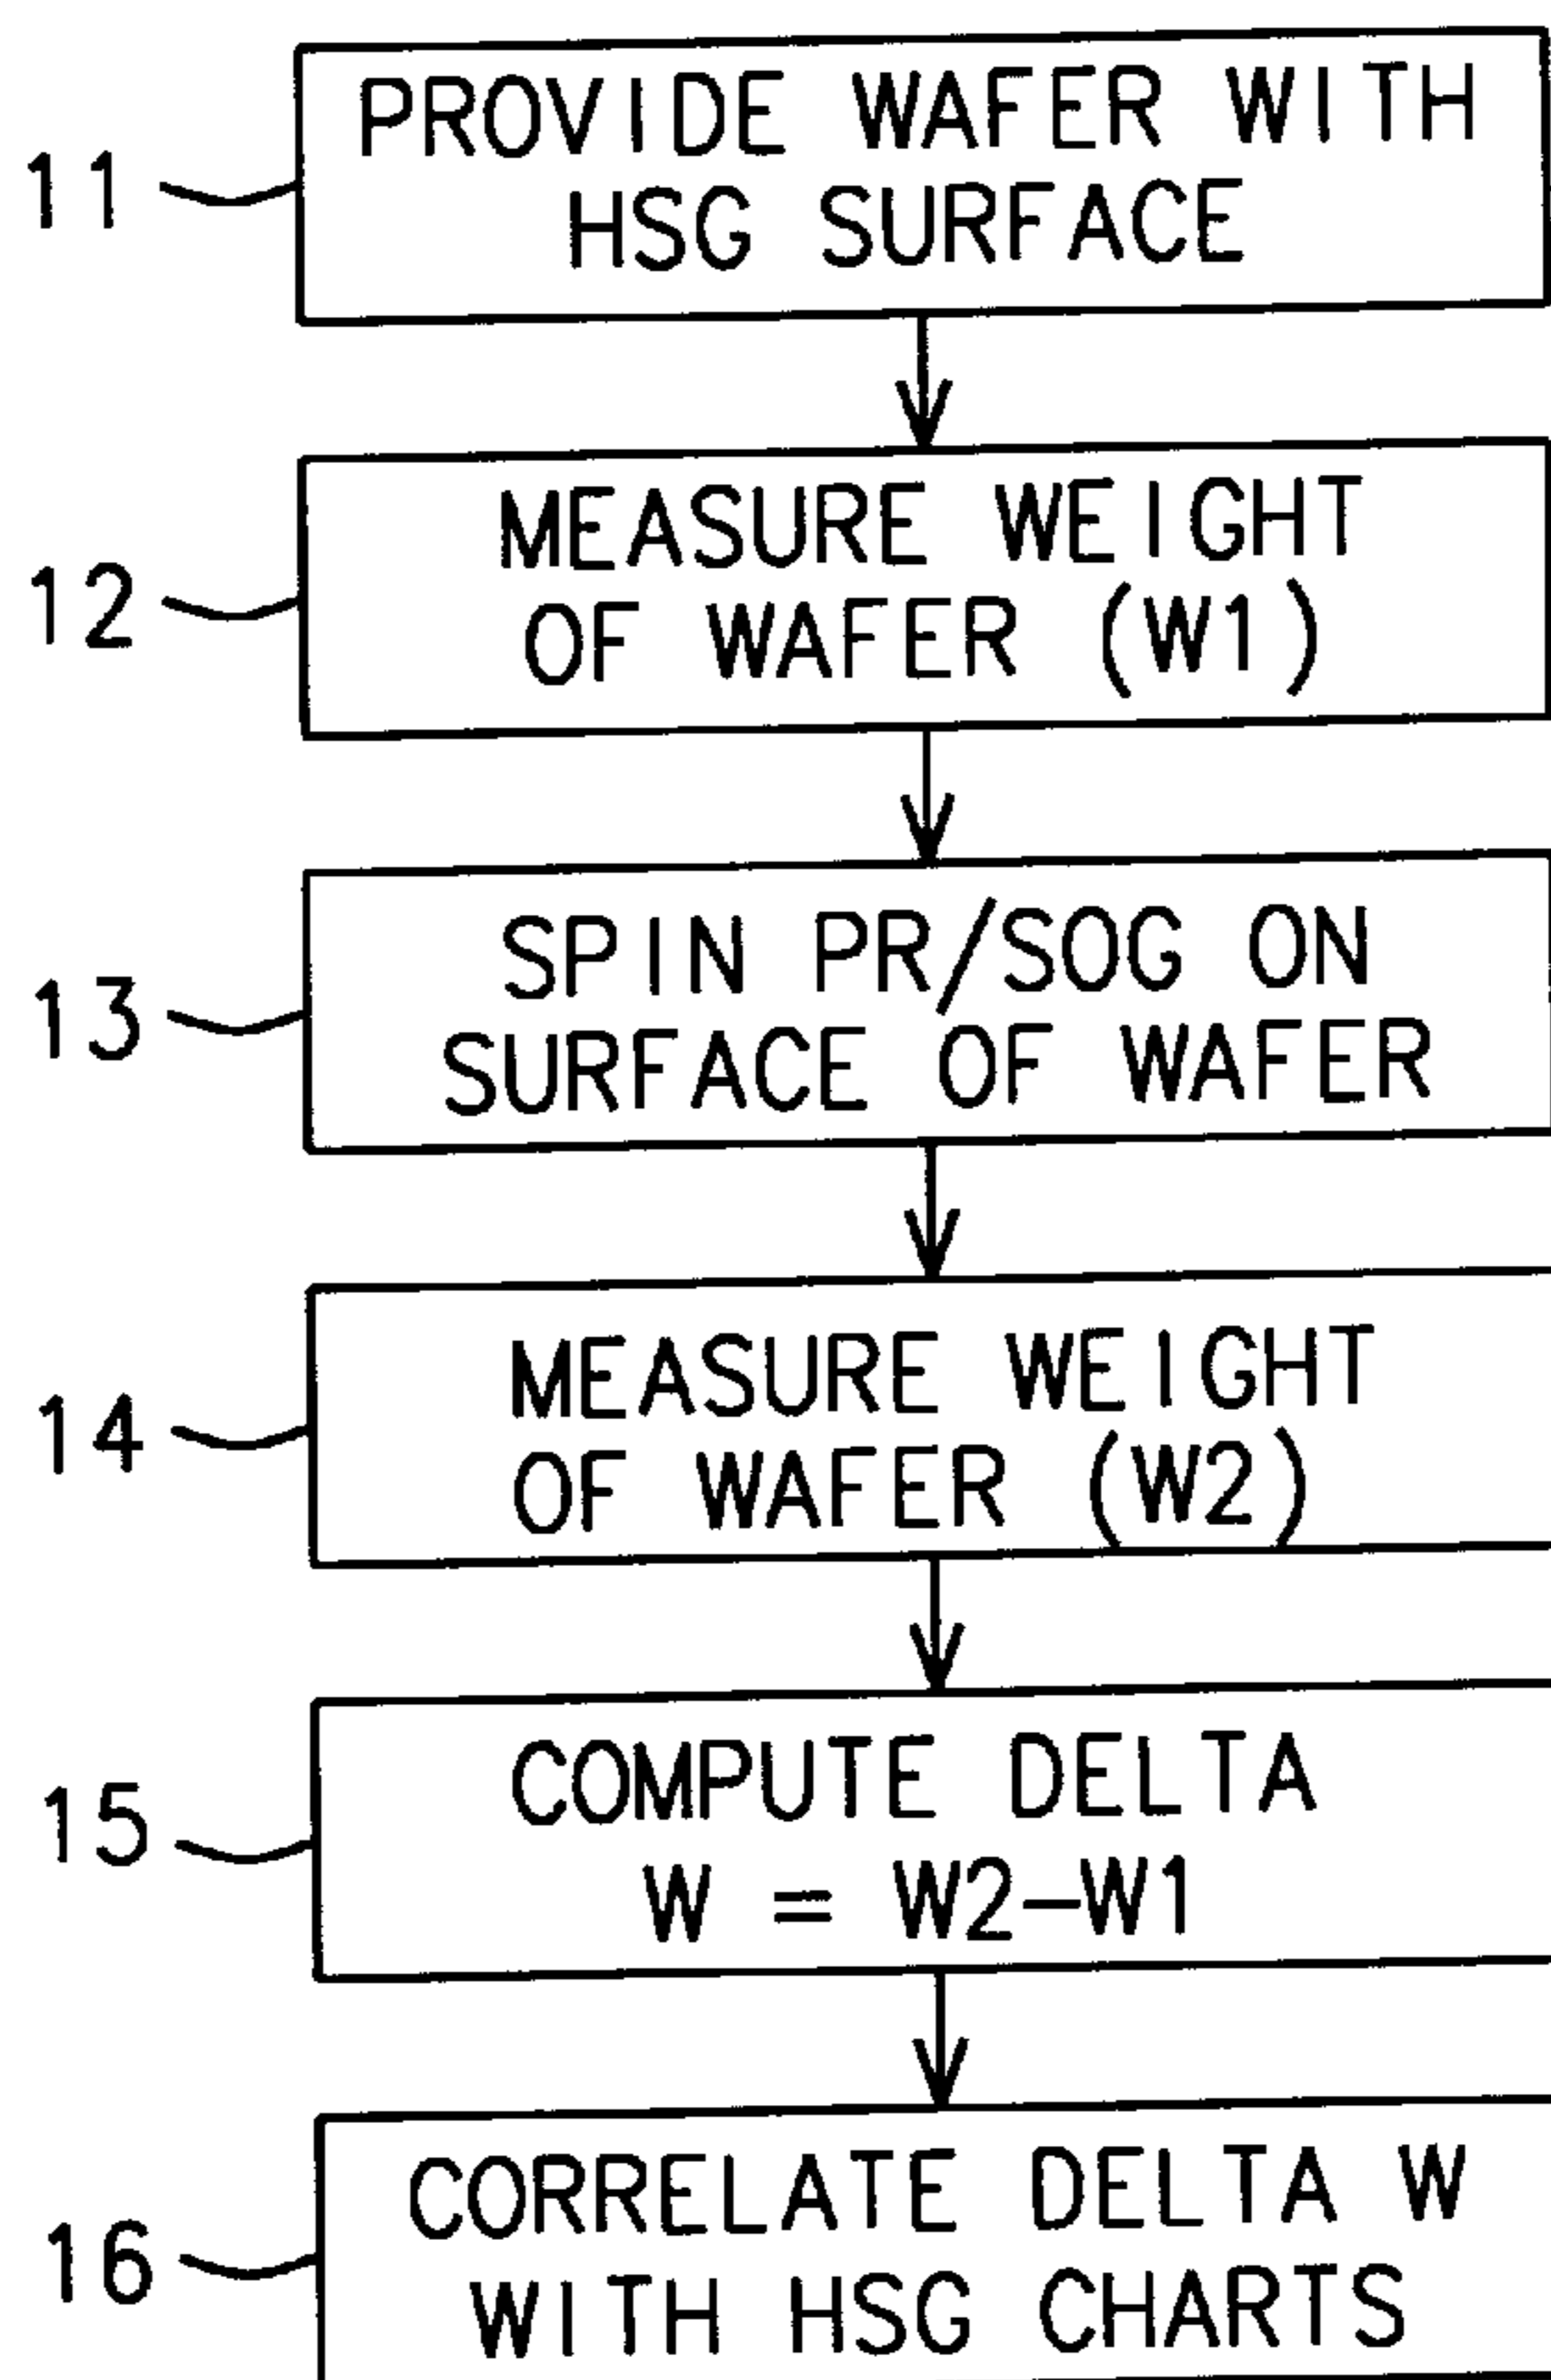 11
PROVIDE WAFER WITH
HSG SURFACE
12
MEASURE WEIGHT
OF WAFER (W1)
13
SPIN PR/SOG ON
SURFACE OF WAFER
14
MEASURE WEIGHT
OF WAFER (W2)
15
COMPUTE DELTA
W = W2-W1
16
CORRELATE DELTA W
WITH HSG CHARTS